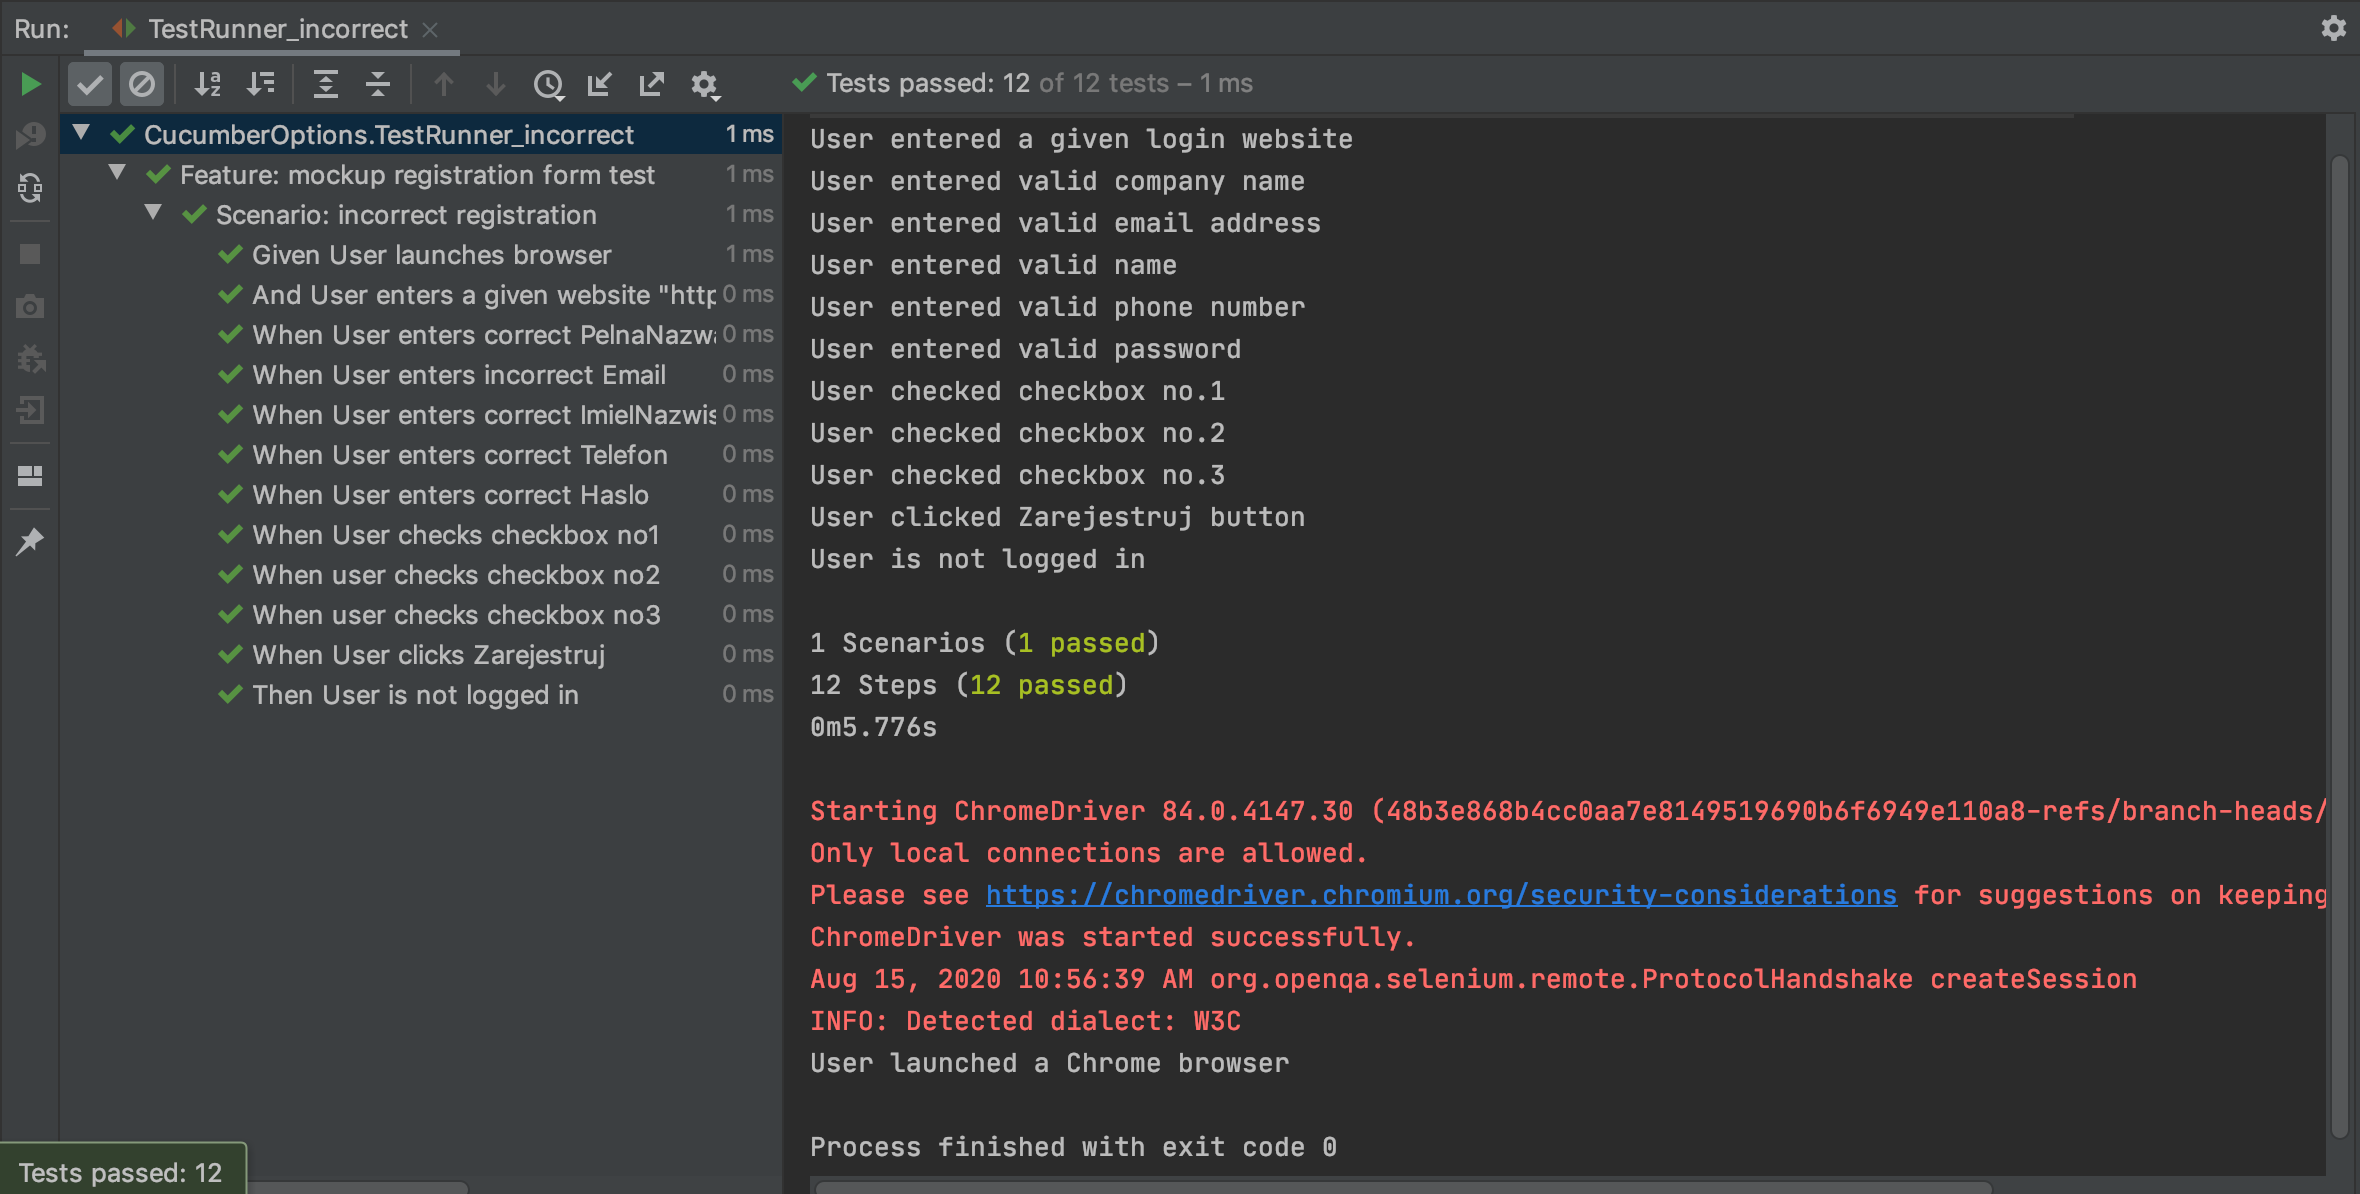 Run: TestRunner_incorrect
Tests passed: 12 of 12 tests – 1 ms
CucumberOptions.TestRunner_incorrect 1 ms
Feature: mockup registration form test 1 ms
Scenario: incorrect registration 1 ms
Given User launches browser 1 ms
And User enters a given website "http 0 ms
When User enters correct PelnaNazwa 0 ms
When User enters incorrect Email 0 ms
When User enters correct ImieINazwis 0 ms
When User enters correct Telefon 0 ms
When User enters correct Haslo 0 ms
When User checks checkbox no1 0 ms
When user checks checkbox no2 0 ms
When user checks checkbox no3 0 ms
When User clicks Zarejestruj 0 ms
Then User is not logged in 0 ms
Tests passed: 12
User entered a given login website
User entered valid company name
User entered valid email address
User entered valid name
User entered valid phone number
User entered valid password
User checked checkbox no.1
User checked checkbox no.2
User checked checkbox no.3
User clicked Zarejestruj button
User is not logged in
1 Scenarios (1 passed)
12 Steps (12 passed)
0m5.776s
Starting ChromeDriver 84.0.4147.30 (48b3e868b4cc0aa7e8149519690b6f6949e110a8-refs/branch-heads/
Only local connections are allowed.
Please see https://chromedriver.chromium.org/security-considerations for suggestions on keeping
ChromeDriver was started successfully.
Aug 15, 2020 10:56:39 AM org.openqa.selenium.remote.ProtocolHandshake createSession
INFO: Detected dialect: W3C
User launched a Chrome browser
Process finished with exit code 0